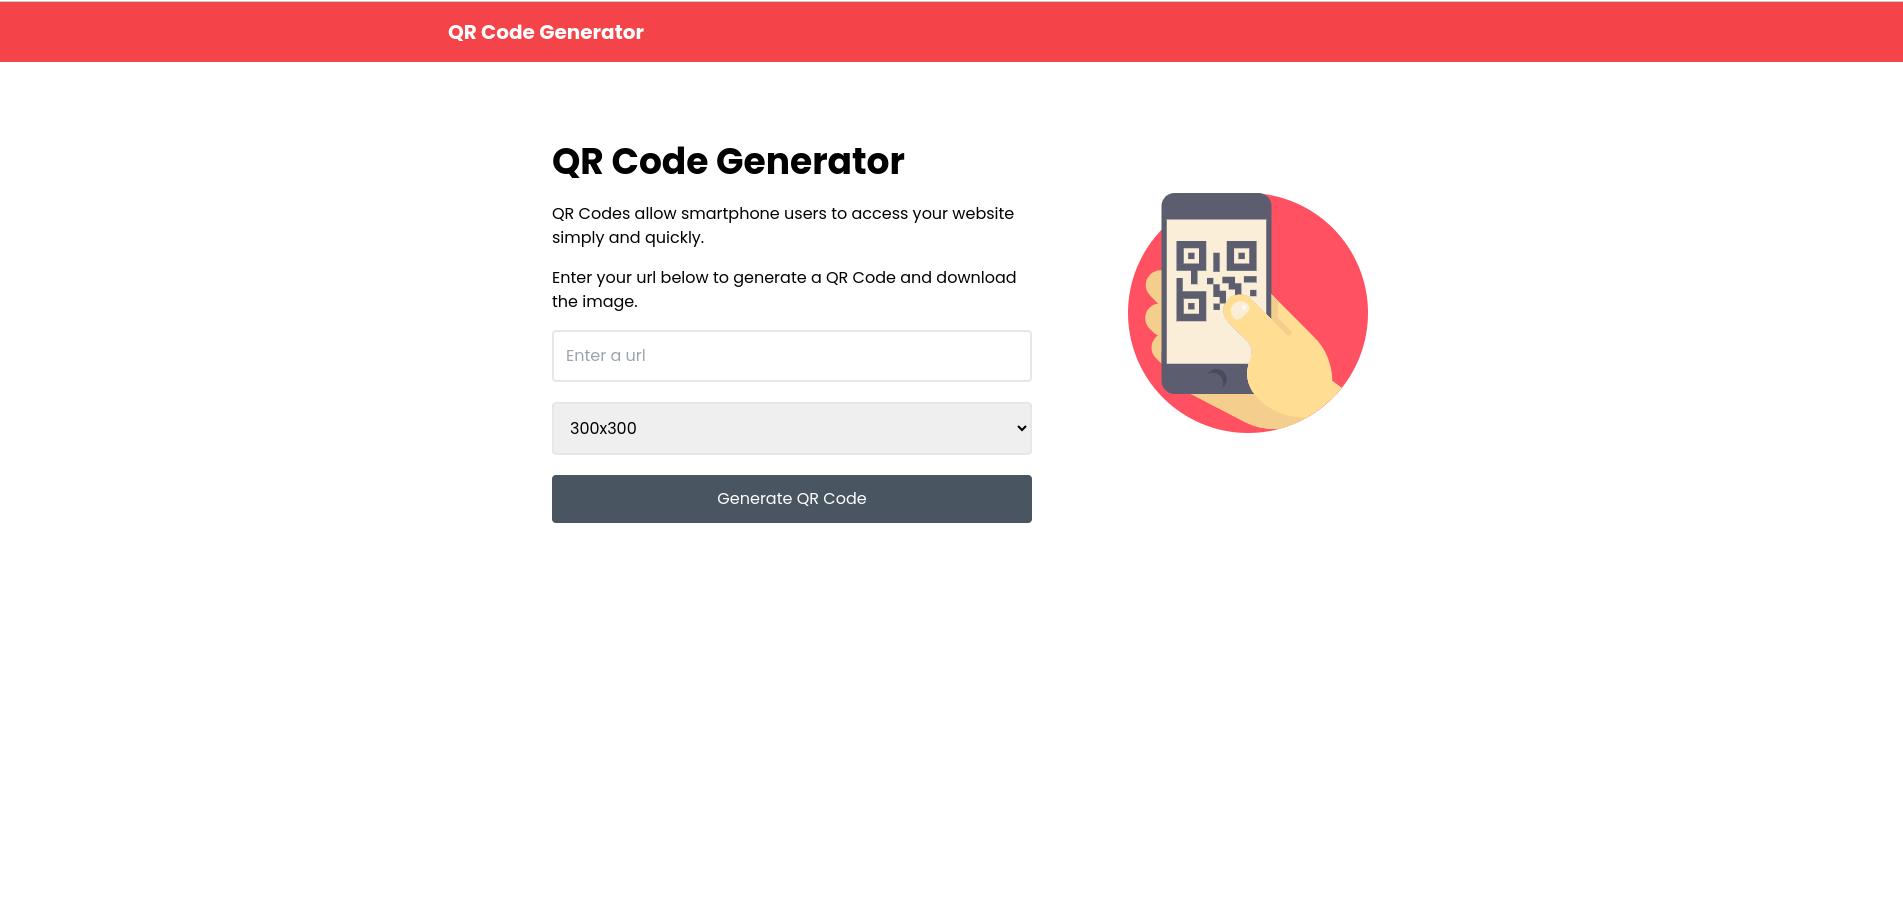 QR Code Generator
QR Code Generator
QR Codes allow smartphone users to access your website
simply and quickly.
Enter your url below to generate a QR Code and download
the image.
Enter a url
300x300
Generate QR Code